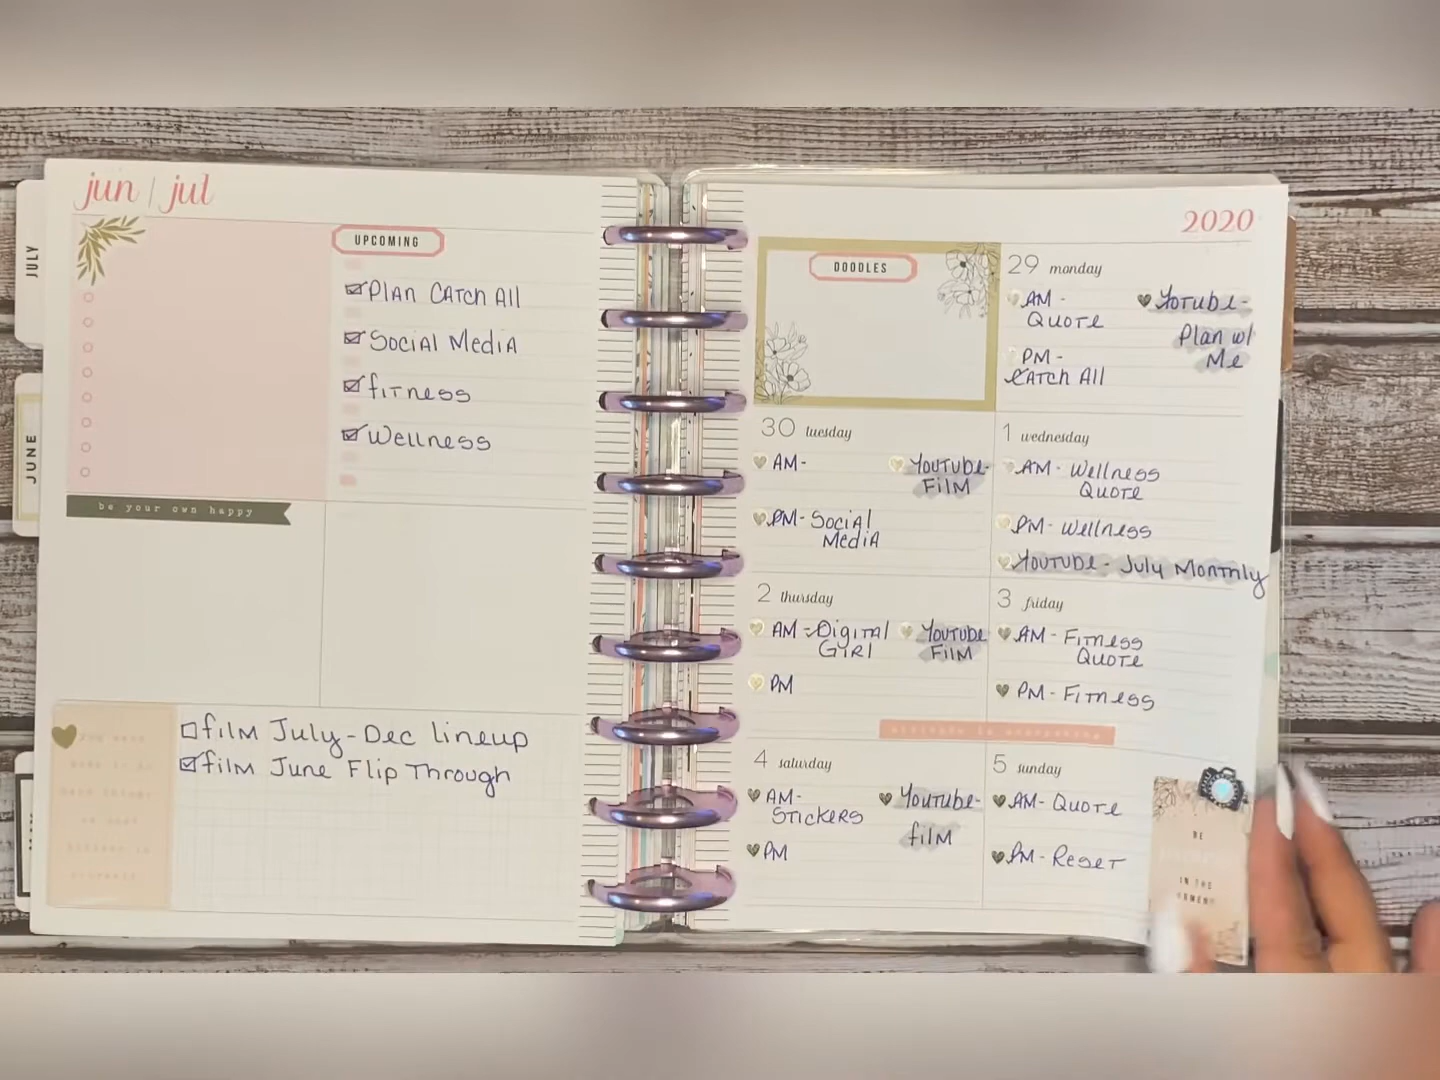 jun | jul
UPCOMING
Plan Catch All
Social Media
fitness
Wellness
be your own happy
film July-Dec lineup
film June Flip Through
JULY
JUNE
2020
DOODLES
29 monday
AM-
Quote
PM-
Catch All
Yotube-
Plan w/
Me
30 tuesday
AM-
PM- Social
Media
Youtube-
Film
1 wednesday
AM- Wellness
Quote
PM- Wellness
Youtube- July Monthly
2 thursday
AM- Digital
Girl
PM
Youtube
Film
3 friday
AM- Fitness
Quote
PM- Fitness
4 saturday
AM-
Stickers
PM
Youtube-
film
5 sunday
AM- Quote
PM- Reset
BE
IN THE
MOMENT